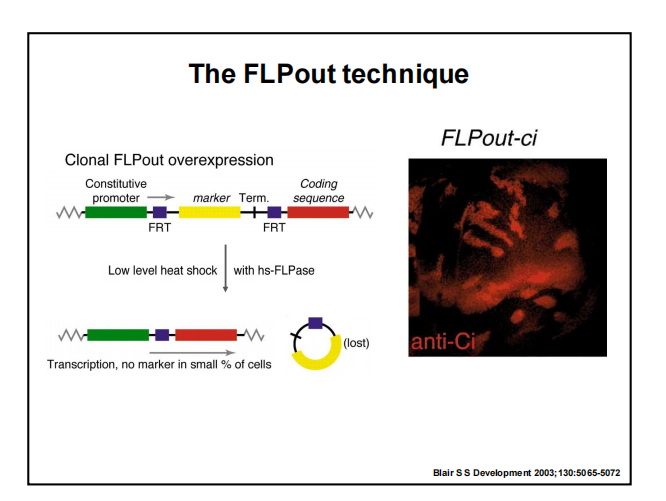 The FLPout technique
Clonal FLPout overexpression
Constitutive
promoter
marker
Term.
Coding
sequence
FRT
FRT
Low level heat shock
with hs-FLPase
(lost)
Transcription, no marker in small % of cells
FLPout-ci
anti-Ci
Blair S S Development 2003;130:5065-5072